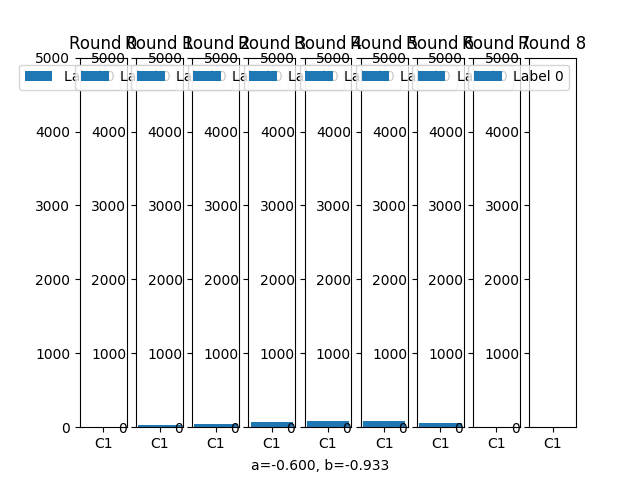 Round 0 Round 1 Round 2 Round 3 Round 4 Round 5 Round 6 Round 7 Round 8
5000 5000 5000 5000 5000 5000 5000 5000 5000
Label 0
4000 4000 4000 4000 4000 4000 4000 4000 4000
3000 3000 3000 3000 3000 3000 3000 3000 3000
2000 2000 2000 2000 2000 2000 2000 2000 2000
1000 1000 1000 1000 1000 1000 1000 1000 1000
0 0 0 0 0 0 0 0 0
C1 C1 C1 C1 C1 C1 C1 C1 C1
a=-0.600, b=-0.933